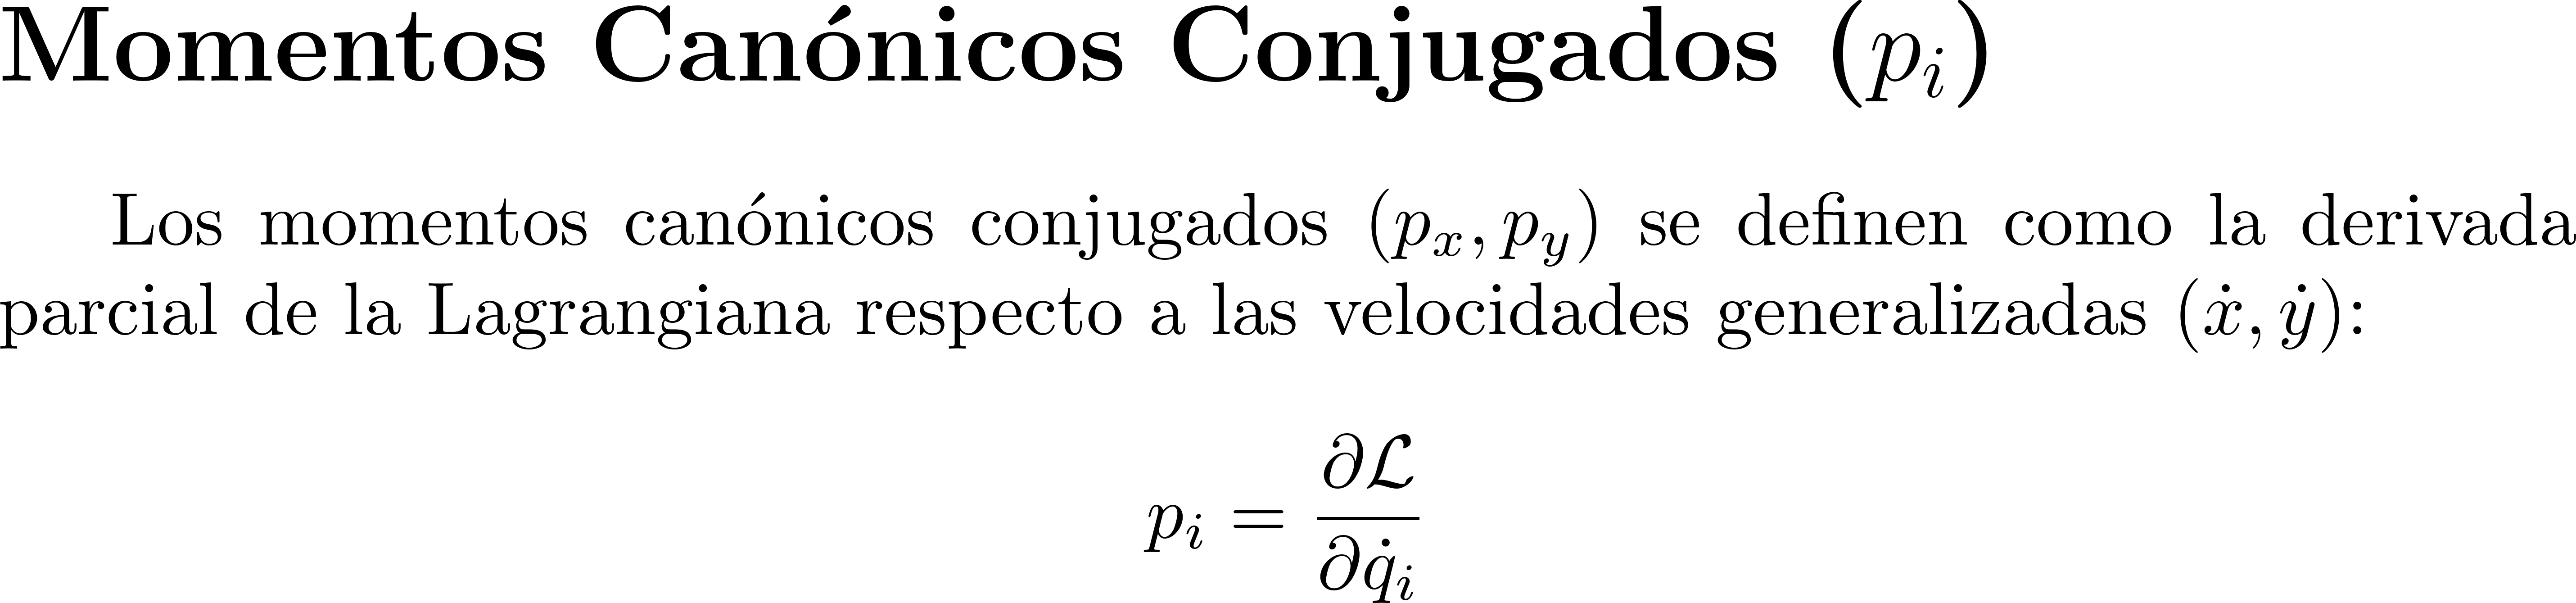 Momentos Canónicos Conjugados (p_i)
Los momentos canónicos conjugados (p_x, p_y) se definen como la derivada
parcial de la Lagrangiana respecto a las velocidades generalizadas (ẋ, ẏ):
p_i = ∂ℒ / ∂q̇_i